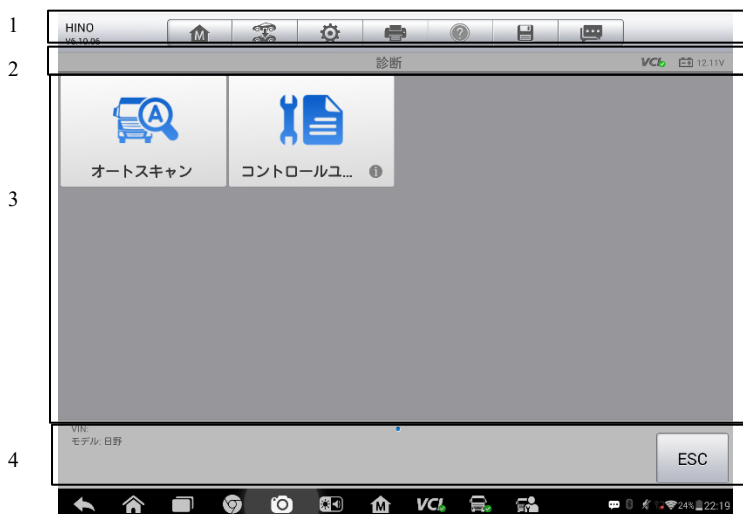 1
HINO
V6.10.06
M
?
2
診断
VCI
12.11V
A
オートスキャン
コントロールユ...
i
3
VIN:
モデル: 日野
4
ESC
M
VCI
24%
22:19